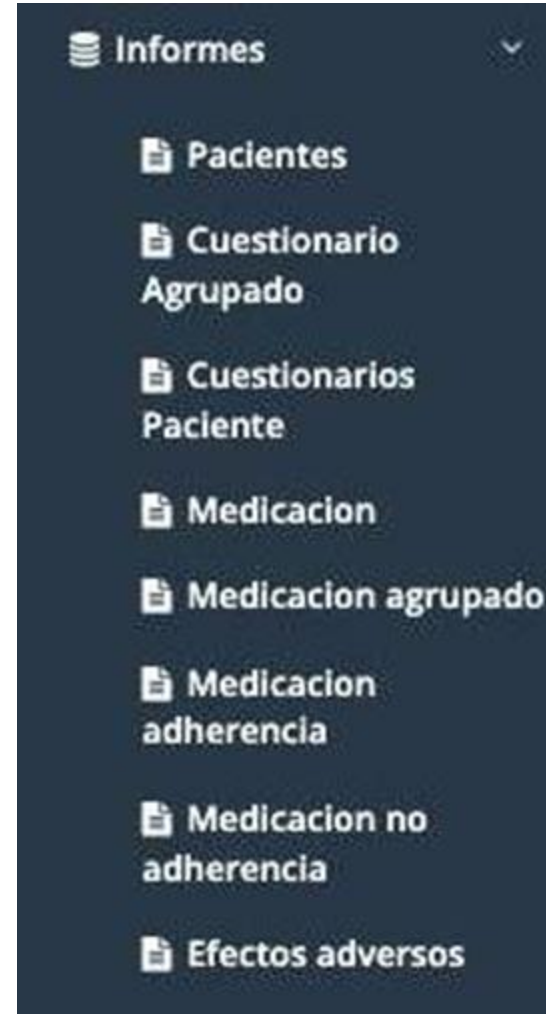 Informes
Pacientes
Cuestionario
Agrupado
Cuestionarios
Paciente
Medicacion
Medicacion agrupado
Medicacion
adherencia
Medicacion no
adherencia
Efectos adversos